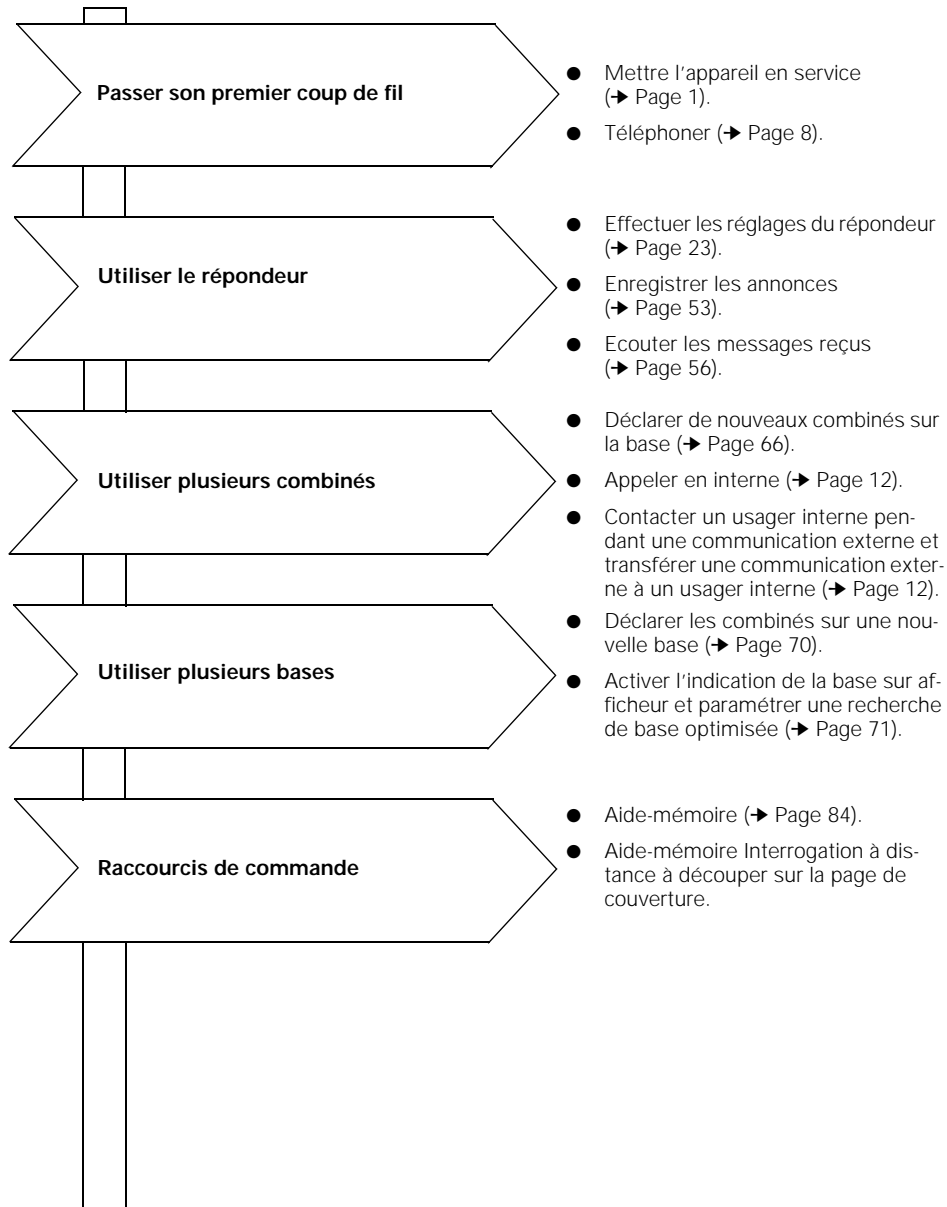 Passer son premier coup de fil
● Mettre l'appareil en service
(➔ Page 1).
● Téléphoner (➔ Page 8).
Utiliser le répondeur
● Effectuer les réglages du répondeur
(➔ Page 23).
● Enregistrer les annonces
(➔ Page 53).
● Ecouter les messages reçus
(➔ Page 56).
Utiliser plusieurs combinés
● Déclarer de nouveaux combinés sur
la base (➔ Page 66).
● Appeler en interne (➔ Page 12).
● Contacter un usager interne pen-
dant une communication externe et
transférer une communication exter-
ne à un usager interne (➔ Page 12).
Utiliser plusieurs bases
● Déclarer les combinés sur une nou-
velle base (➔ Page 70).
● Activer l'indication de la base sur af-
ficheur et paramétrer une recherche
de base optimisée (➔ Page 71).
Raccourcis de commande
● Aide-mémoire (➔ Page 84).
● Aide-mémoire Interrogation à dis-
tance à découper sur la page de
couverture.